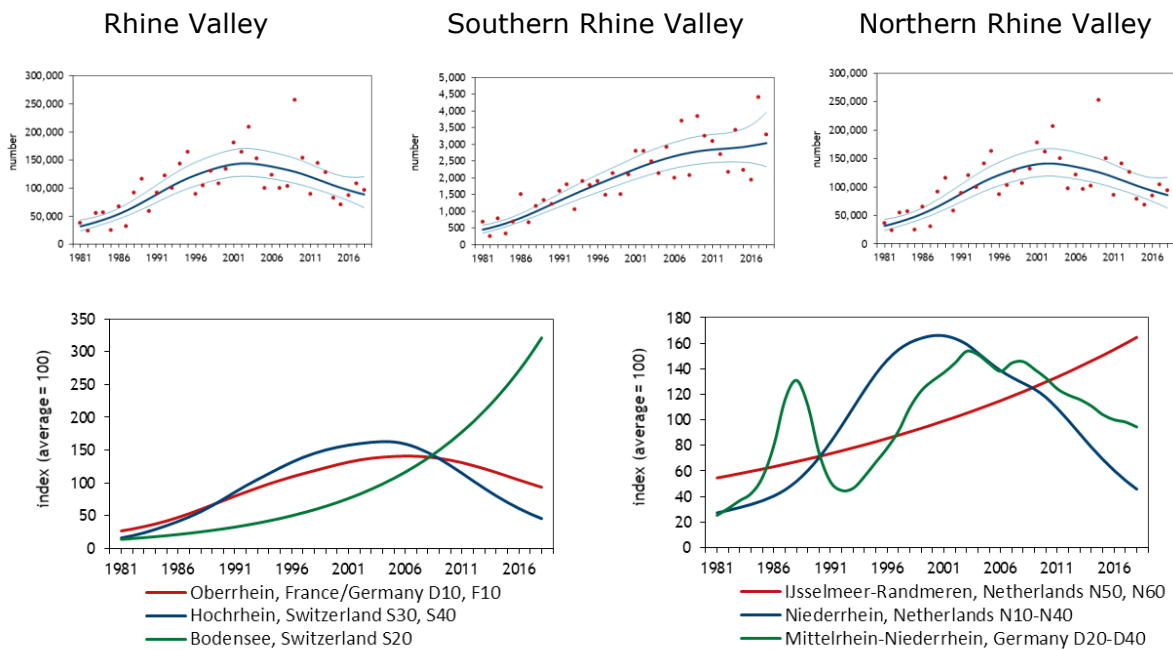 Rhine Valley
Southern Rhine Valley
Northern Rhine Valley
number
300,000
250,000
200,000
150,000
100,000
50,000
0
1981 1986 1991 1996 2001 2006 2011 2016
number
5,000
4,500
4,000
3,500
3,000
2,500
2,000
1,500
1,000
500
0
1981 1986 1991 1996 2001 2006 2011 2016
number
300,000
250,000
200,000
150,000
100,000
50,000
0
1981 1986 1991 1996 2001 2006 2011 2016
index (average = 100)
350
300
250
200
150
100
50
0
1981 1986 1991 1996 2001 2006 2011 2016
Oberrhein, France/Germany D10, F10
Hochrhein, Switzerland S30, S40
Bodensee, Switzerland S20
index (average = 100)
180
160
140
120
100
80
60
40
20
0
1981 1986 1991 1996 2001 2006 2011 2016
IJsselmeer-Randmeren, Netherlands N50, N60
Niederrhein, Netherlands N10-N40
Mittelrhein-Niederrhein, Germany D20-D40